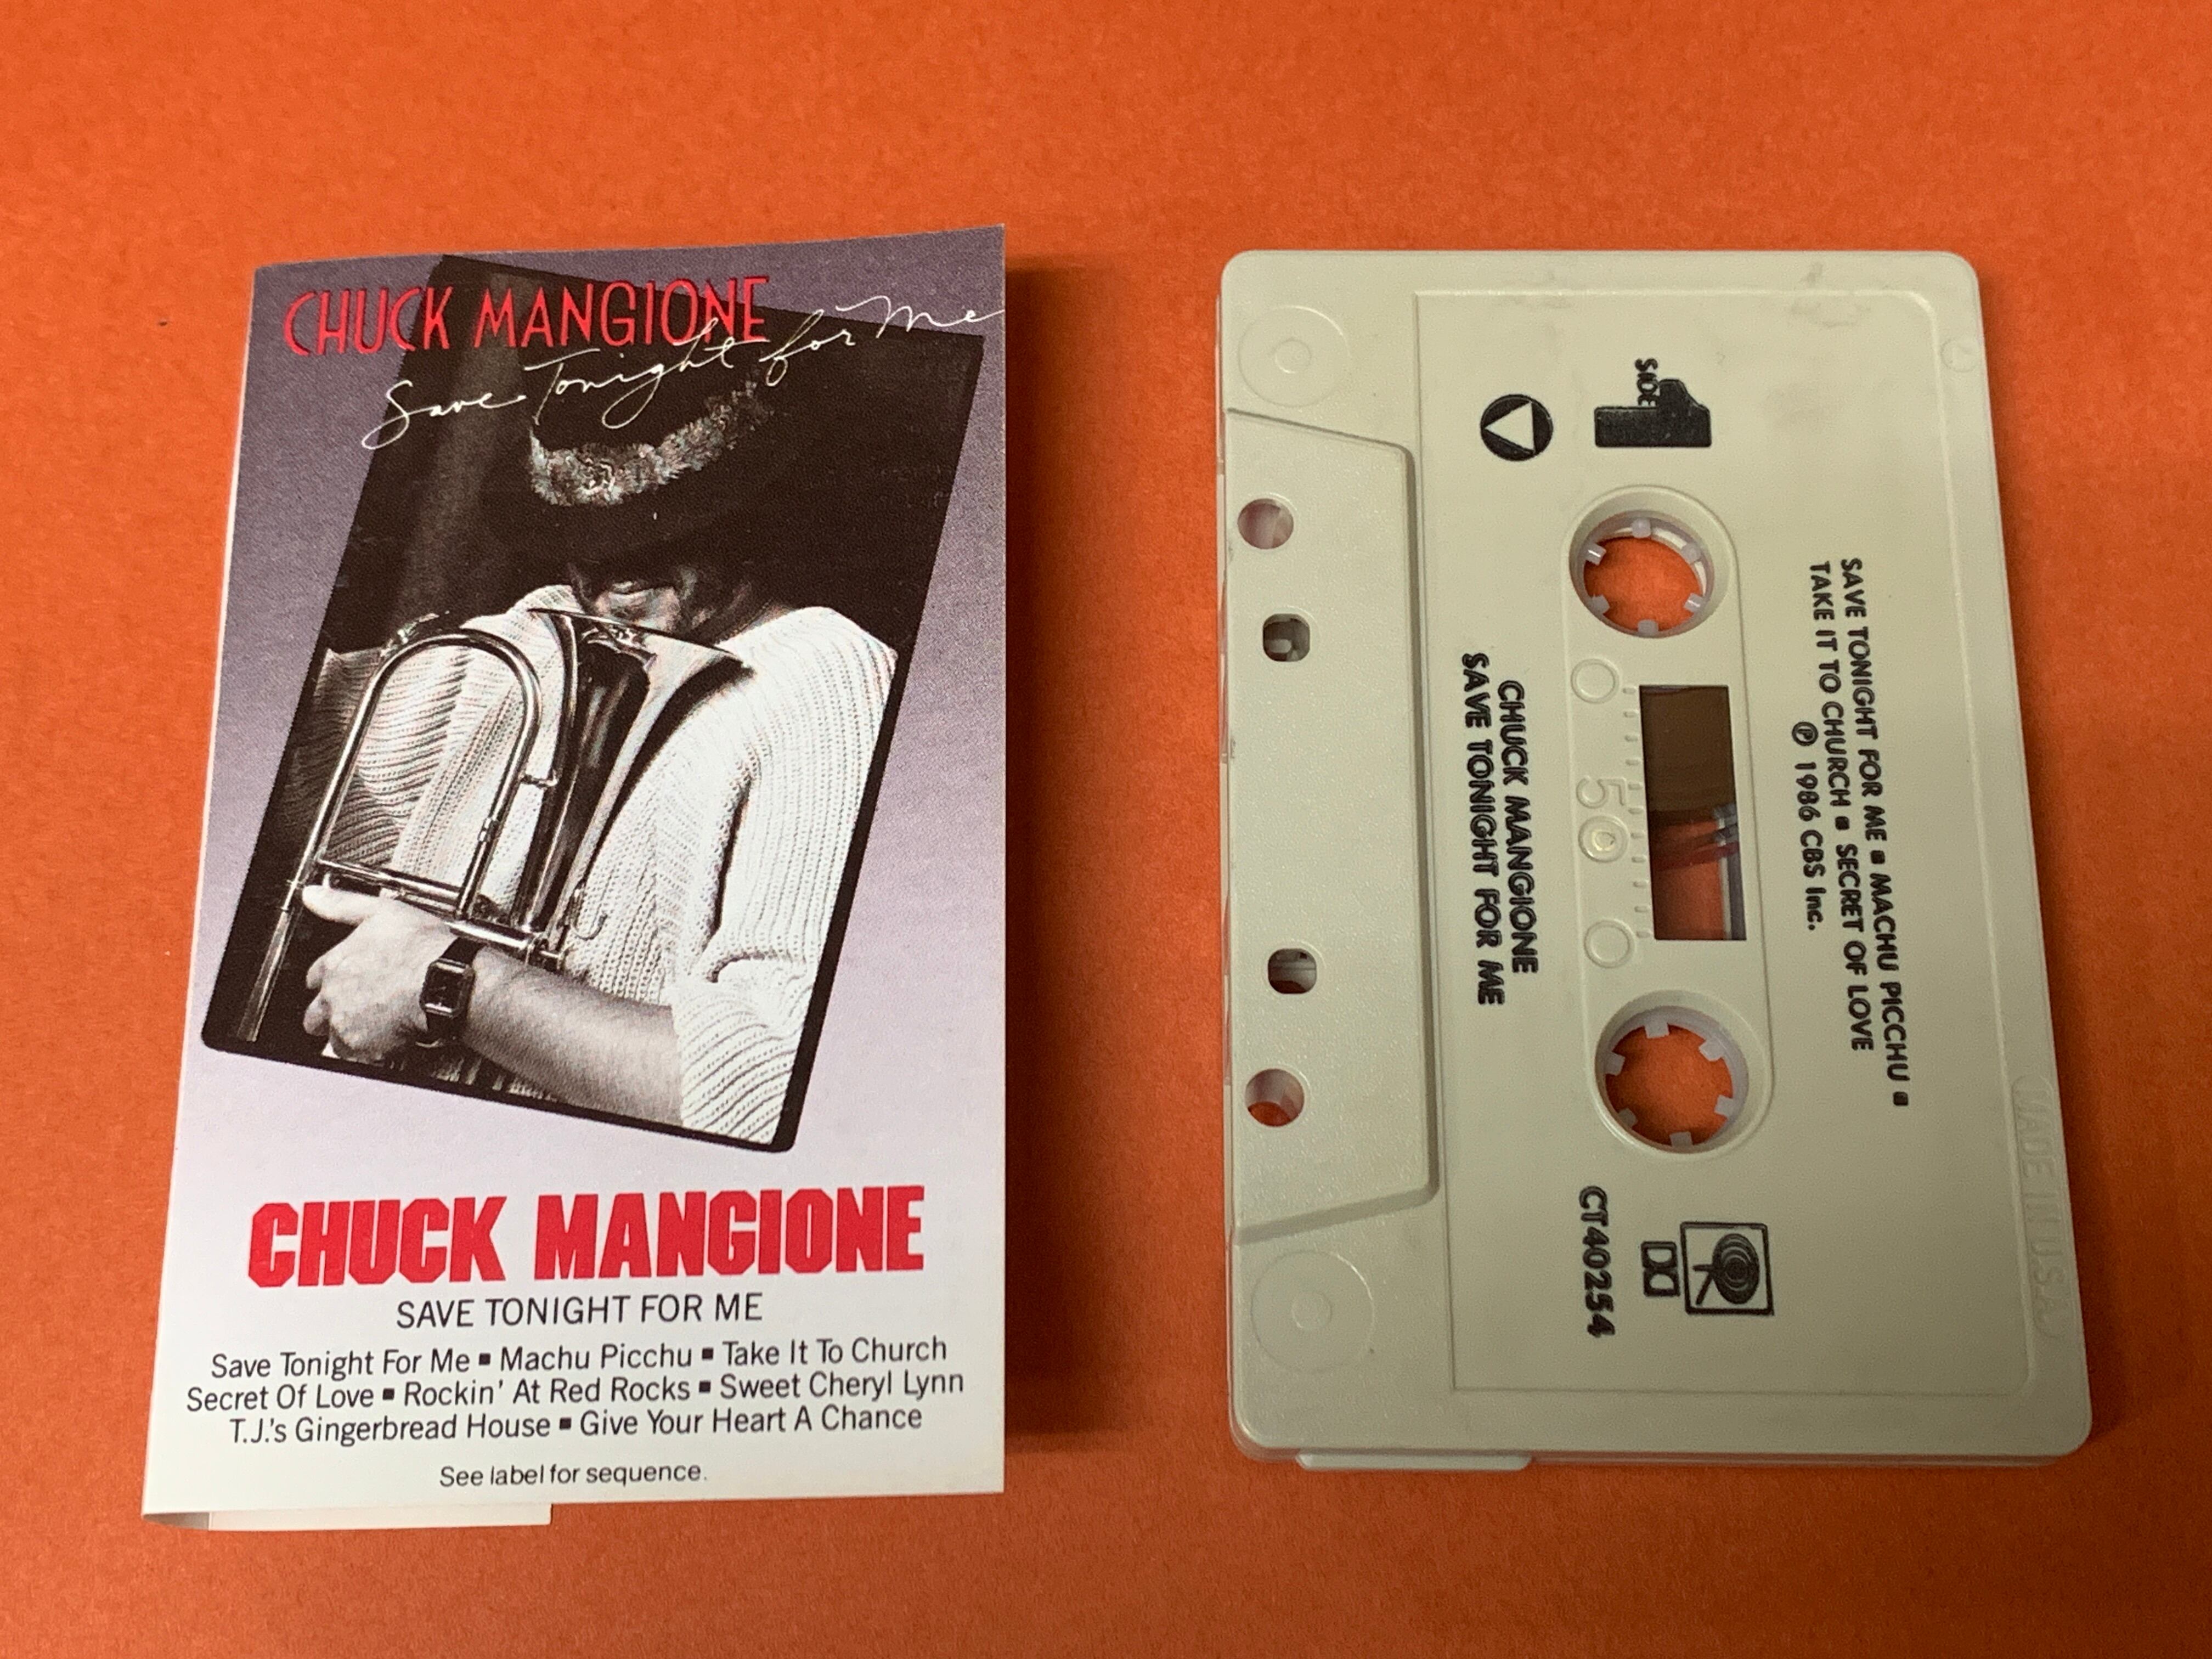 CHUCK MANGIONE
Save Tonight for Me
CHUCK MANGIONE
SAVE TONIGHT FOR ME
Save Tonight For Me ▪ Machu Picchu ▪ Take It To Church
Secret Of Love ▪ Rockin' At Red Rocks ▪ Sweet Cheryl Lynn
T.J.'s Gingerbread House ▪ Give Your Heart A Chance
See label for sequence.
SAVE TONIGHT FOR ME ▪ MACHU PICCHU ▪
TAKE IT TO CHURCH ▪ SECRET OF LOVE
℗ 1986 CBS Inc.
SIDE
1
50
CT40254
CHUCK MANGIONE
SAVE TONIGHT FOR ME
MADE IN USA